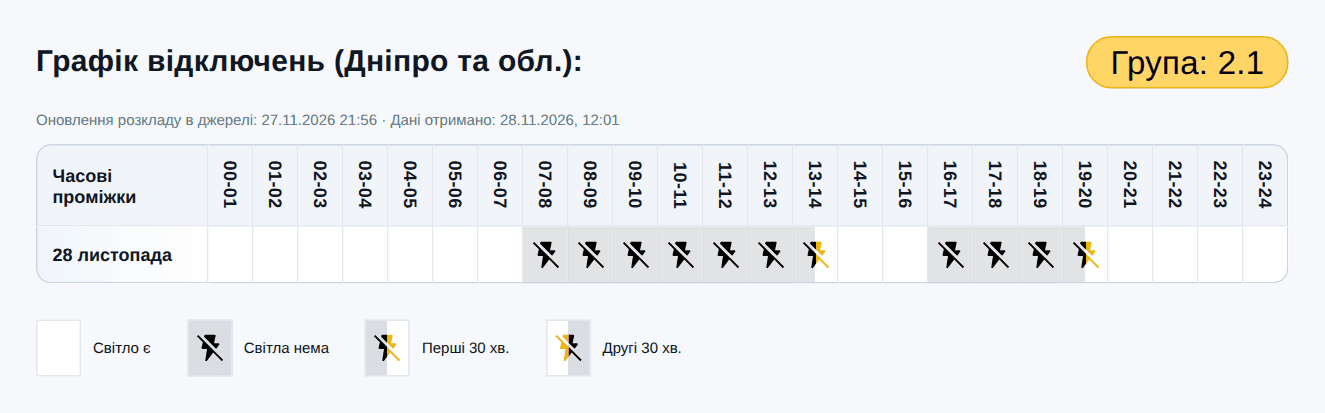 Графік відключень (Дніпро та обл.):
Група: 2.1
Оновлення розкладу в джерелі: 27.11.2026 21:56 · Дані отримано: 28.11.2026, 12:01
Часові
проміжки
00-01
01-02
02-03
03-04
04-05
05-06
06-07
07-08
08-09
09-10
10-11
11-12
12-13
13-14
14-15
15-16
16-17
17-18
18-19
19-20
20-21
21-22
22-23
23-24
28 листопада
Світло є
Світла нема
Перші 30 хв.
Другі 30 хв.